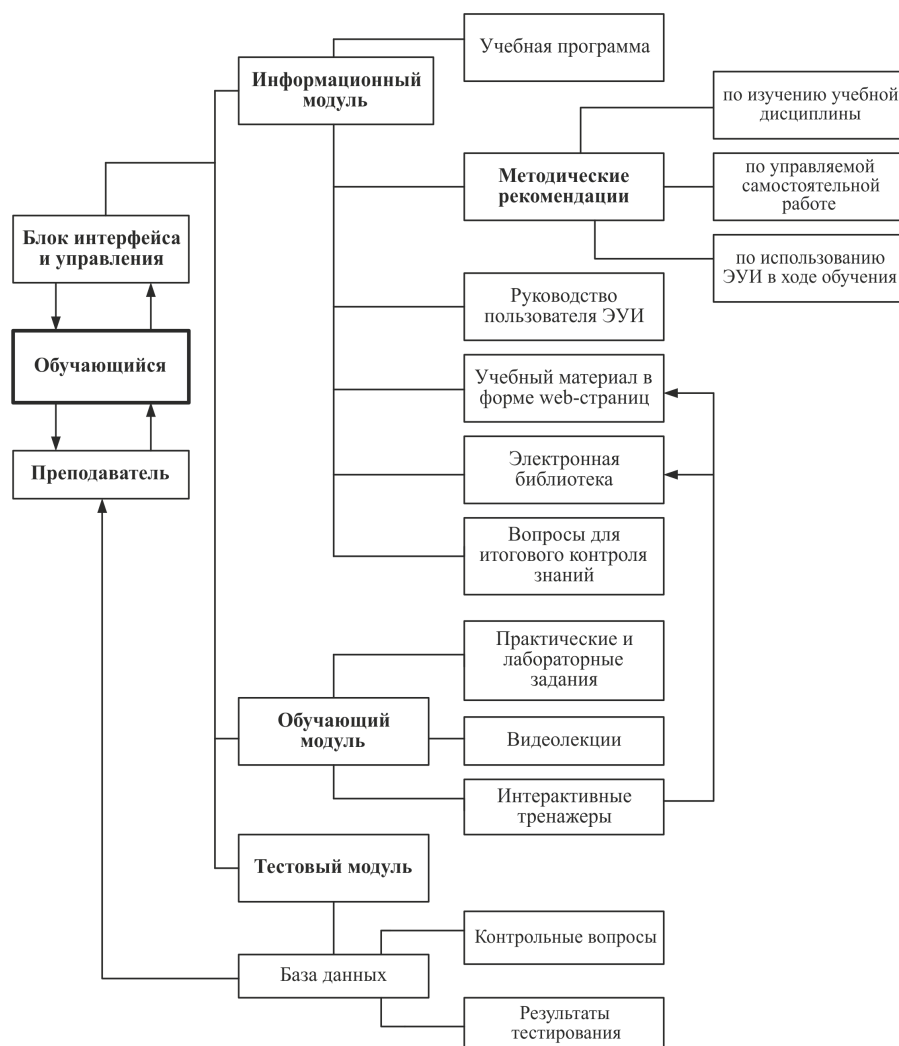 Учебная программа
Информационный
модуль
по изучению учебной
дисциплины
Методические
рекомендации
по управляемой
самостоятельной
работе
Блок интерфейса
и управления
по использованию
ЭУИ в ходе обучения
Руководство
пользователя ЭУИ
Обучающийся
Учебный материал в
форме web-страниц
Преподаватель
Электронная
библиотека
Вопросы для
итогового контроля
знаний
Практические и
лабораторные
задания
Обучающий
модуль
Видеолекции
Интерактивные
тренажеры
Тестовый модуль
Контрольные вопросы
База данных
Результаты
тестирования